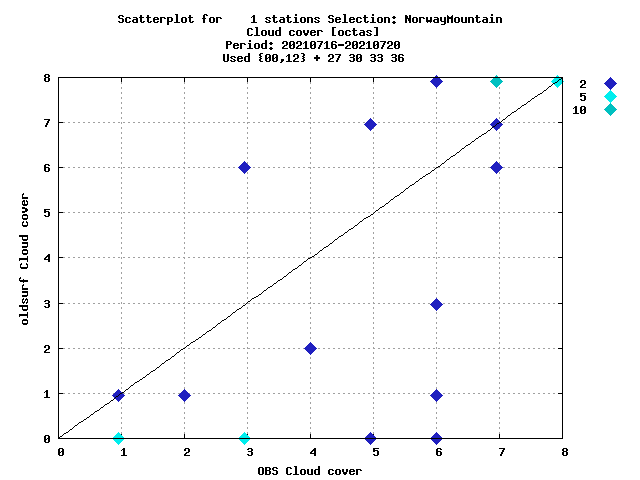 Scatterplot for 1 stations Selection: NorwayMountain
Cloud cover [octas]
Period: 20210716-20210720
Used {00,12} + 27 30 33 36
2
5
10
8
7
6
5
4
3
2
1
0
oldsurf Cloud cover
0 1 2 3 4 5 6 7 8
OBS Cloud cover